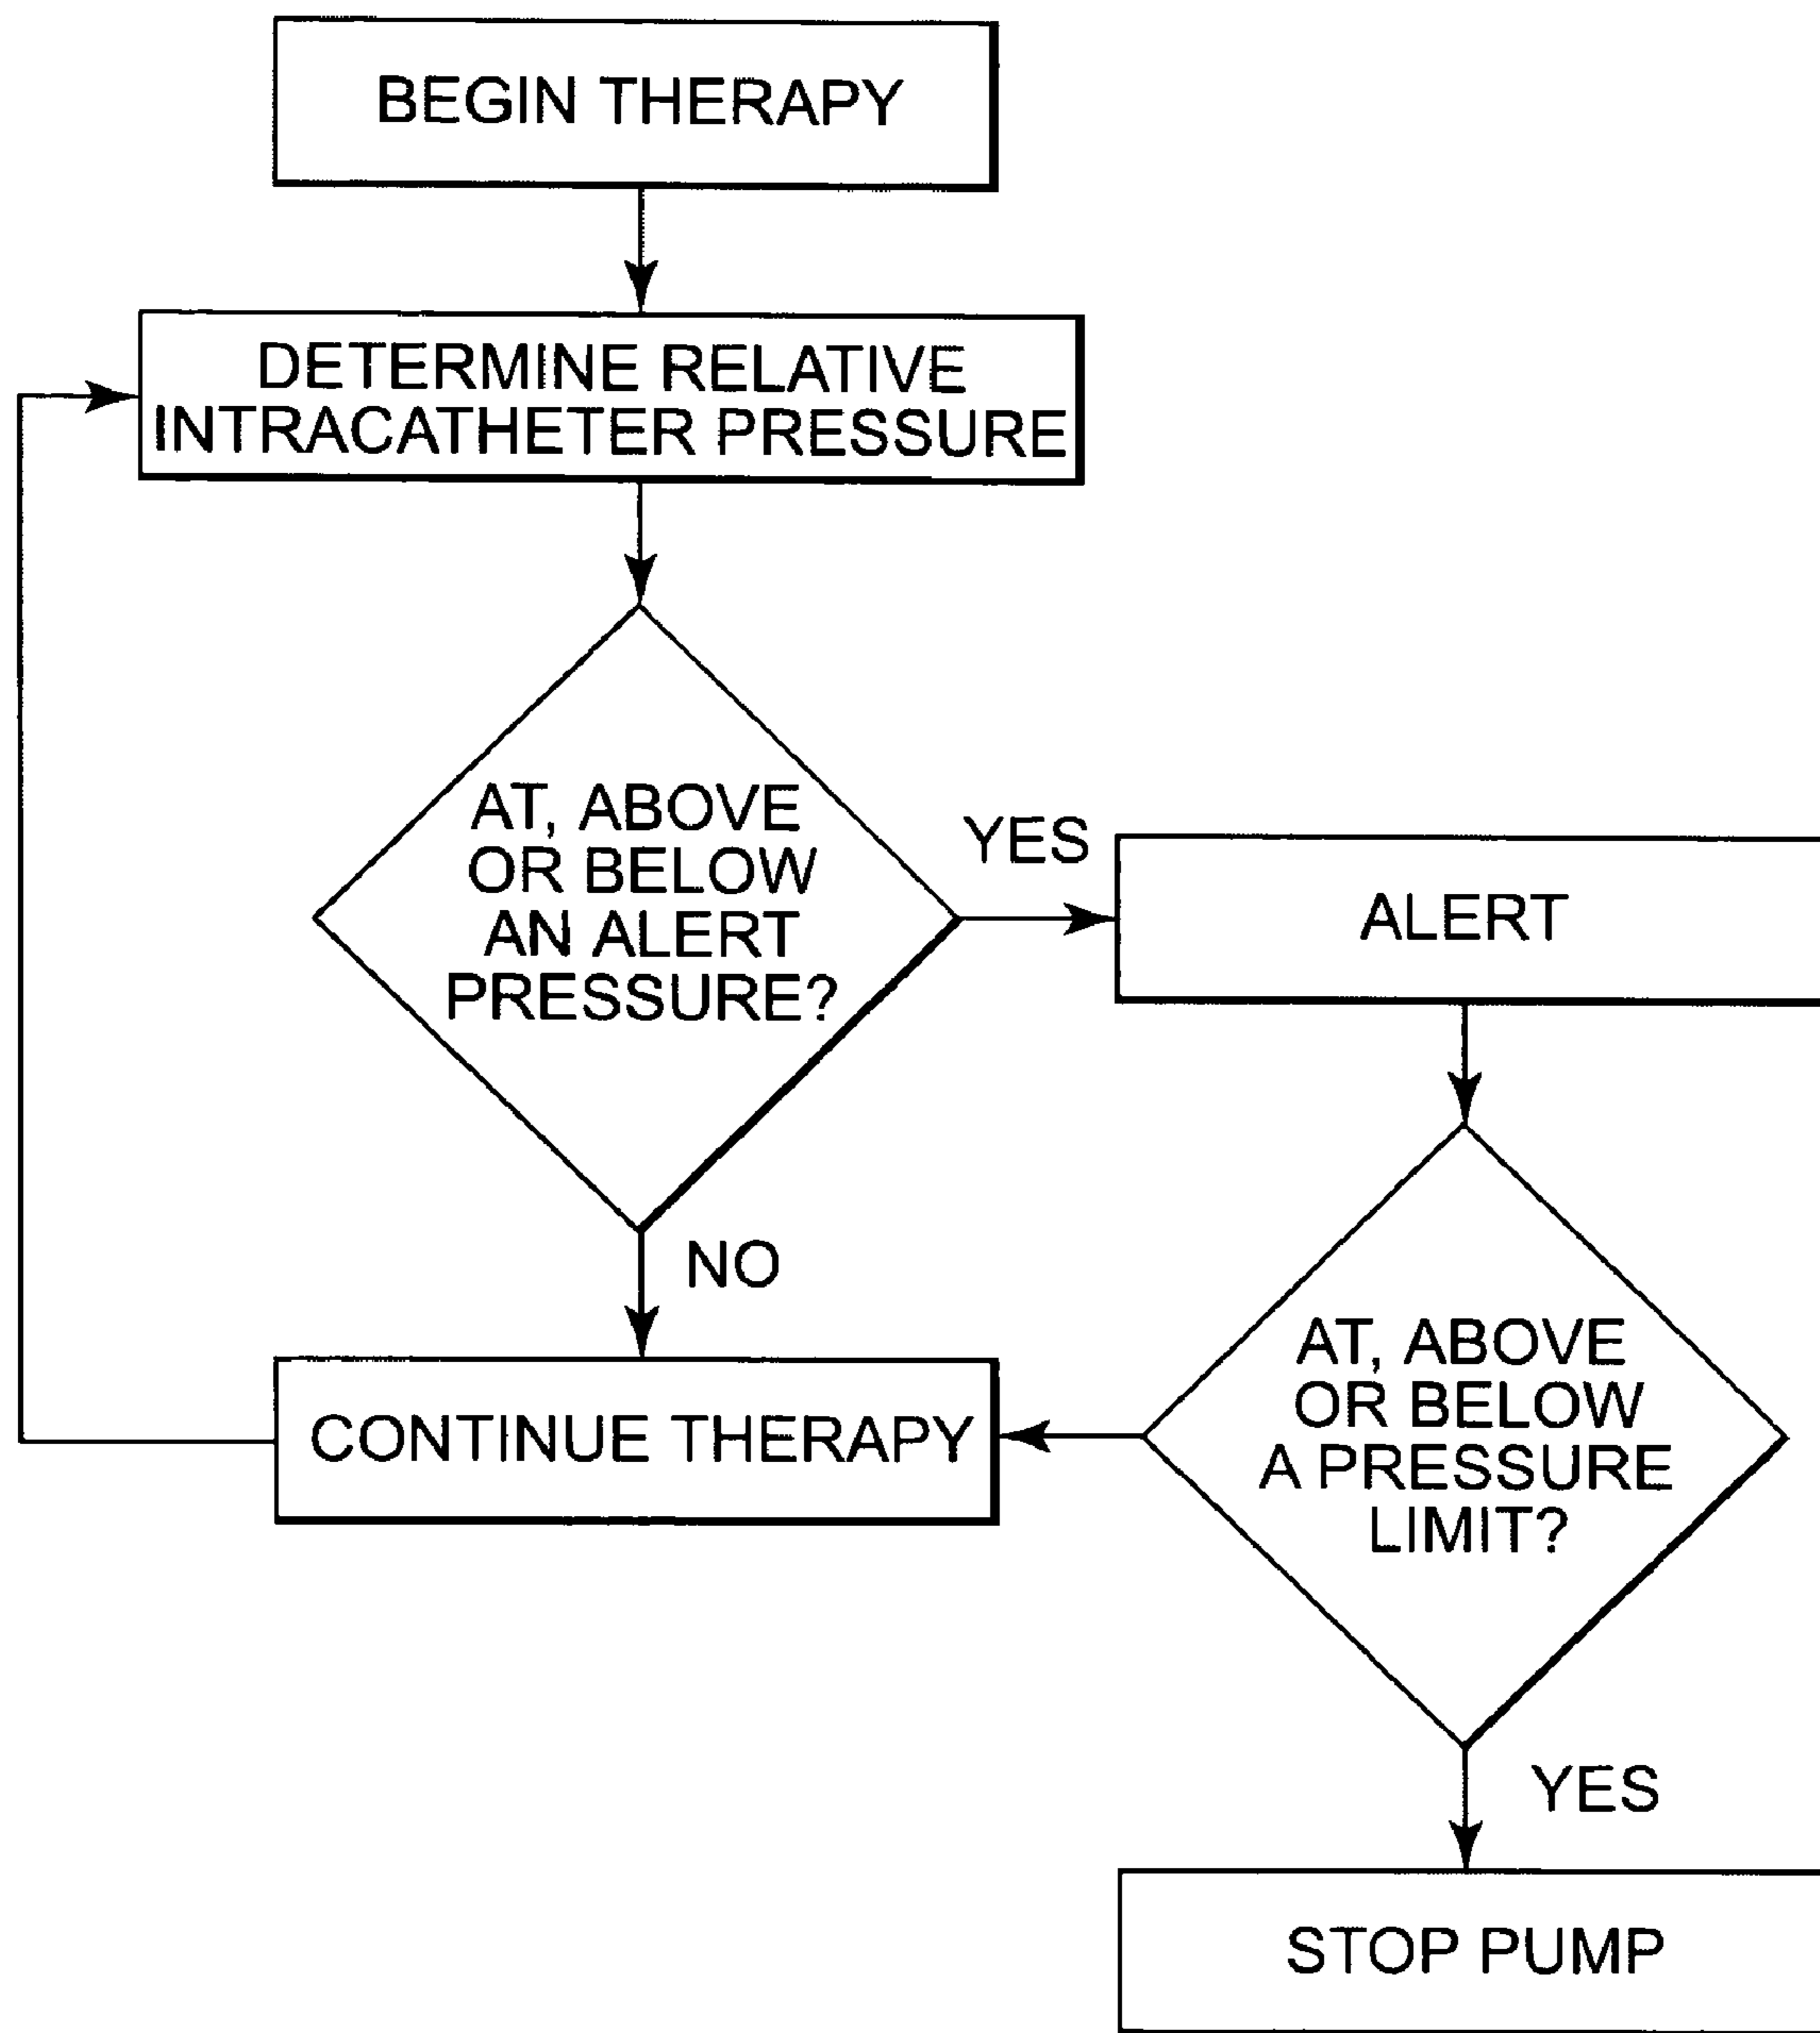 BEGIN THERAPY
DETERMINE RELATIVE
INTRACATHETER PRESSURE
AT, ABOVE
OR BELOW
AN ALERT
PRESSURE?
YES
ALERT
NO
CONTINUE THERAPY
AT, ABOVE
OR BELOW
A PRESSURE
LIMIT?
YES
STOP PUMP